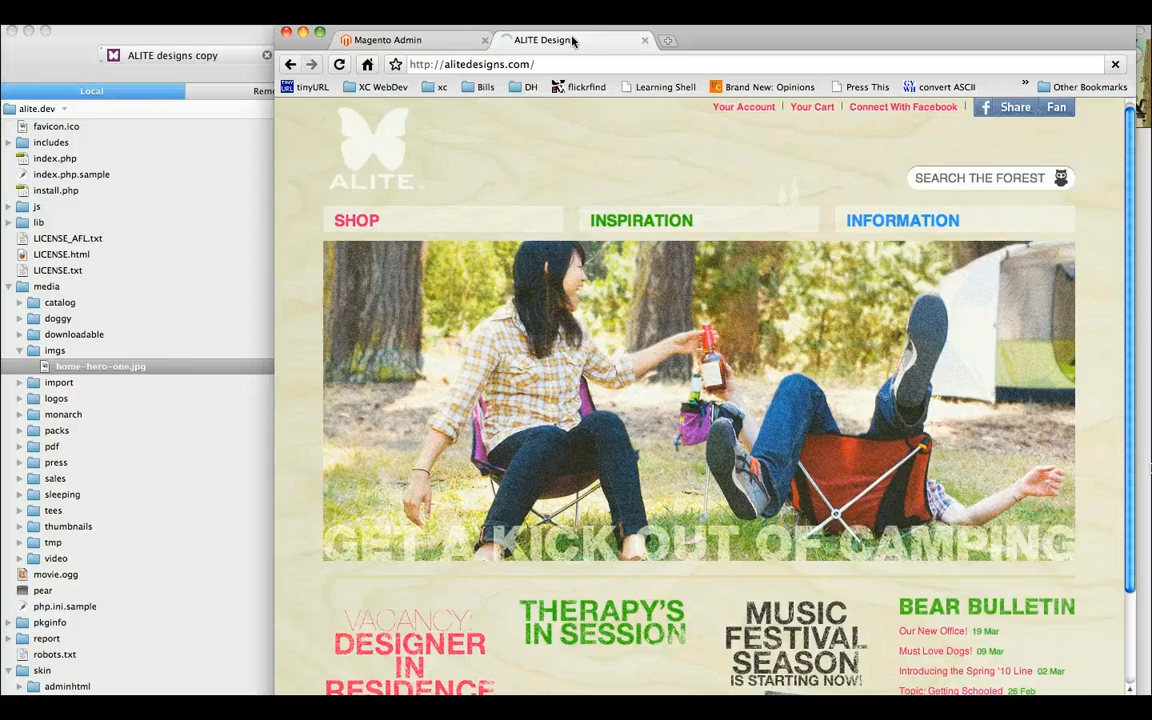 ALITE designs copy
Local
Rem
alite.dev
favicon.ico
includes
index.php
index.php.sample
install.php
js
lib
LICENSE_AFL.txt
LICENSE.html
LICENSE.txt
media
catalog
doggy
downloadable
imgs
home-hero-one.jpg
import
logos
monarch
packs
pdf
press
sales
sleeping
tees
thumbnails
tmp
video
movie.ogg
pear
php.ini.sample
pkginfo
report
robots.txt
skin
adminhtml
Magento Admin
ALITE Designs
http://alitedesigns.com/
tinyURL
XC WebDev
xc
Bills
DH
flickrfind
Learning Shell
Brand New: Opinions
Press This
convert ASCII
»
Other Bookmarks
Your Account | Your Cart | Connect With Facebook |
Share Fan
ALITE
SEARCH THE FOREST
SHOP
INSPIRATION
INFORMATION
GET A KICK OUT OF CAMPING
VACANCY:
DESIGNER
IN
RESIDENCE
THERAPY'S
IN SESSION
MUSIC
FESTIVAL
SEASON
IS STARTING NOW!
BEAR BULLETIN
Our New Office! 19 Mar
Must Love Dogs! 09 Mar
Introducing the Spring '10 Line 02 Mar
Topic: Getting Schooled 26 Feb